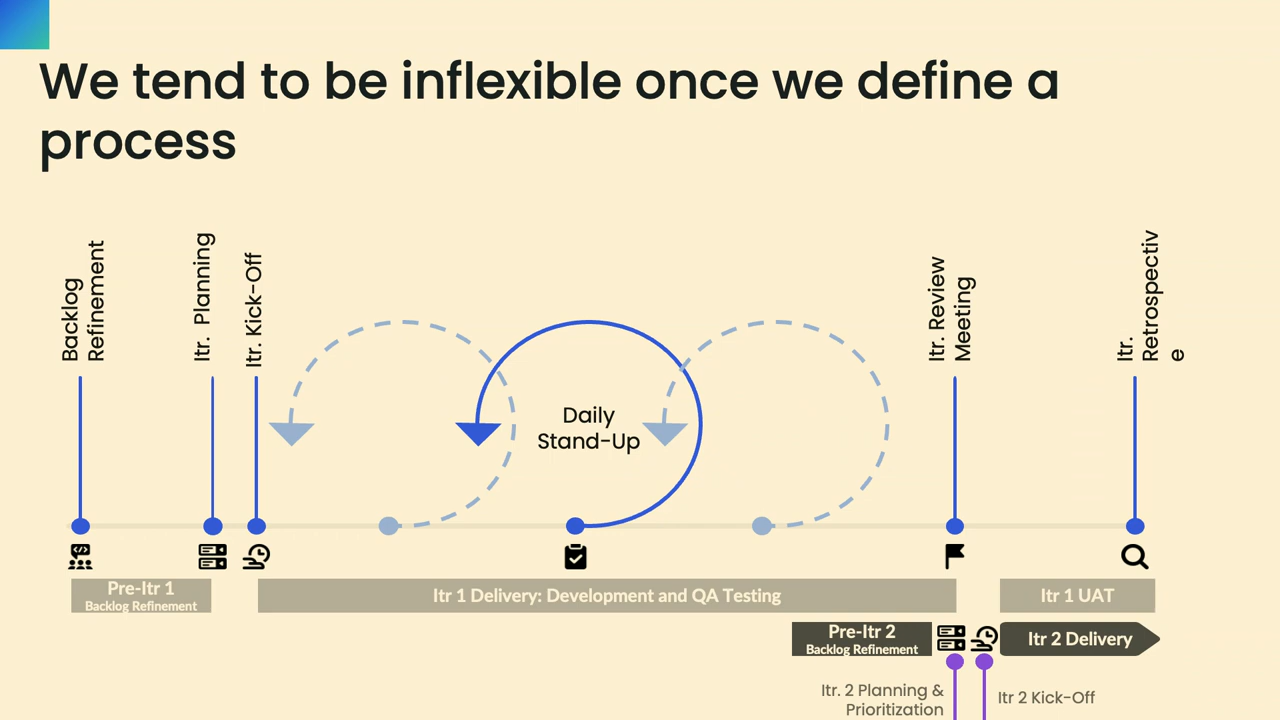 We tend to be inflexible once we define a
process
Backlog
Refinement
Itr. Planning
Itr. Kick-Off
Daily
Stand-Up
Itr. Review
Meeting
Itr.
Retrospectiv
e
Pre-Itr 1
Backlog Refinement
Itr 1 Delivery: Development and QA Testing
Itr 1 UAT
Pre-Itr 2
Backlog Refinement
Itr 2 Delivery
Itr. 2 Planning &
Prioritization
Itr 2 Kick-Off